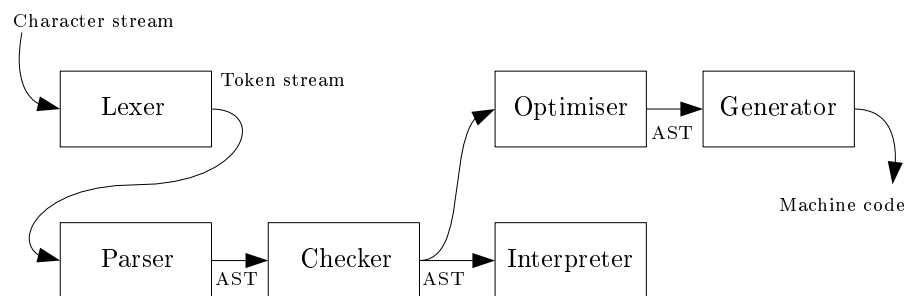 Character stream
Lexer
Token stream
Optimiser
AST
Generator
Machine code
Parser
AST
Checker
AST
Interpreter